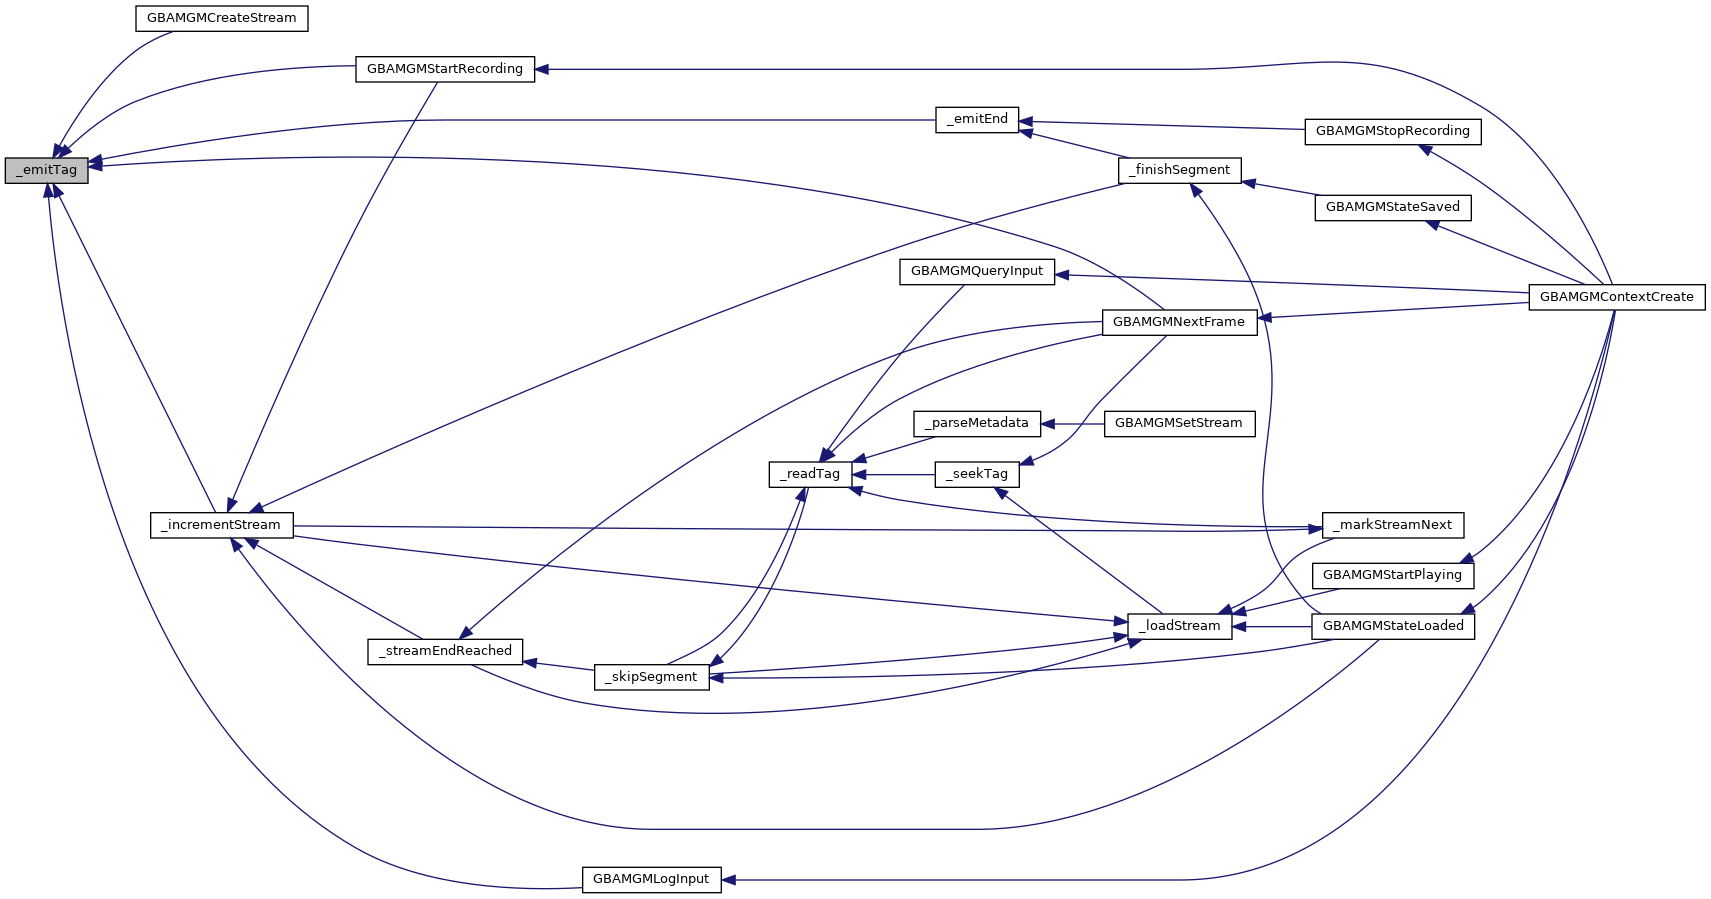 GBAMGMCreateStream
GBAMGMStartRecording
_emitEnd
GBAMGMStopRecording
_emitTag
_finishSegment
GBAMGMStateSaved
GBAMGMQueryInput
GBAMGMContextCreate
GBAMGMNextFrame
_parseMetadata
GBAMGMSetStream
_readTag
_seekTag
_incrementStream
_markStreamNext
GBAMGMStartPlaying
_loadStream
GBAMGMStateLoaded
_streamEndReached
_skipSegment
GBAMGMLogInput